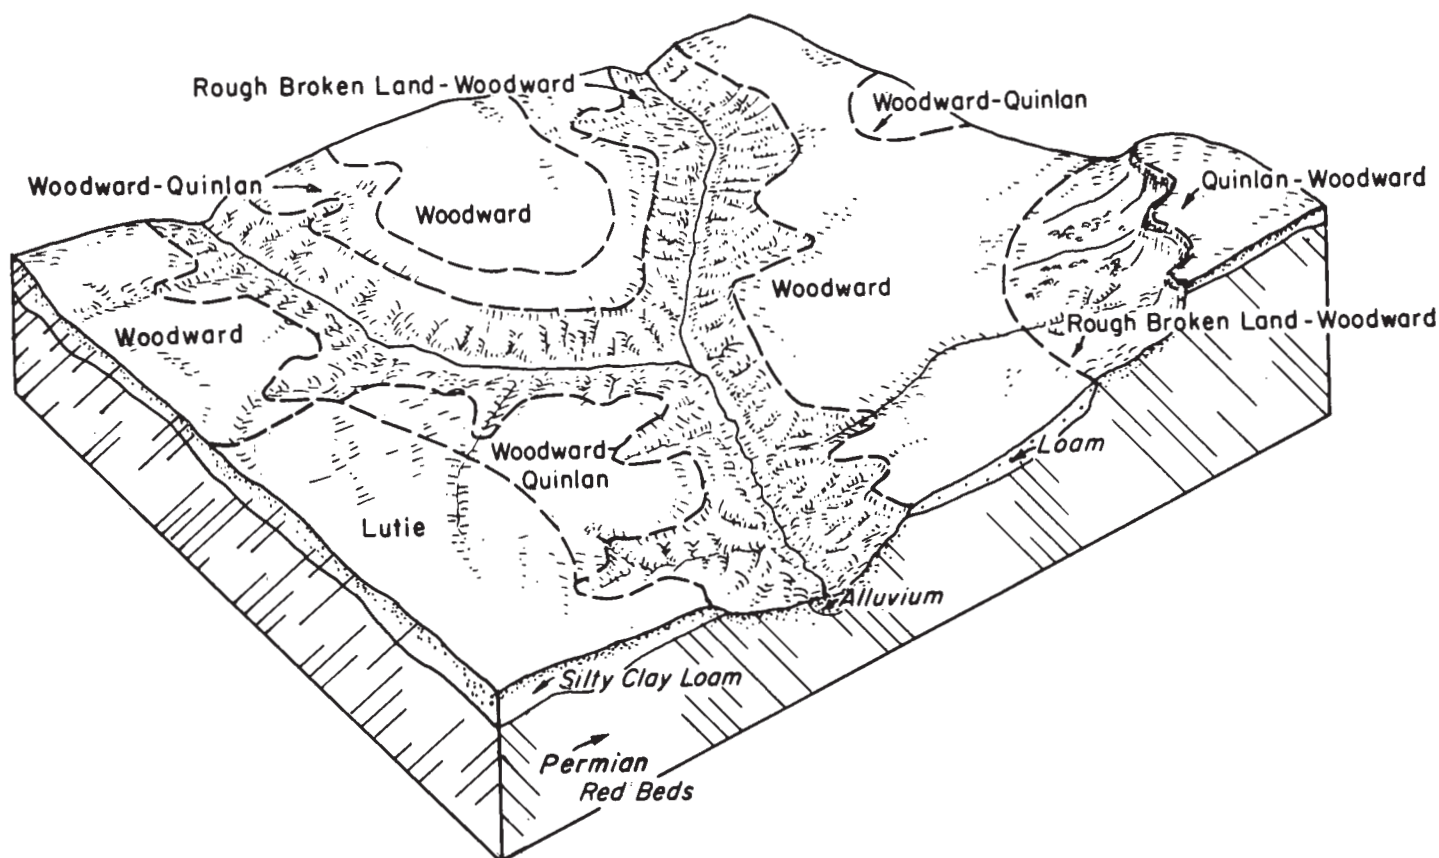 Rough Broken Land-Woodward
Woodward-Quinlan
Woodward-Quinlan
Quinlan-Woodward
Woodward
Woodward
Woodward
Rough Broken Land-Woodward
Woodward-
Quinlan
Loam
Lutie
Alluvium
Silty Clay Loam
Permian
Red Beds